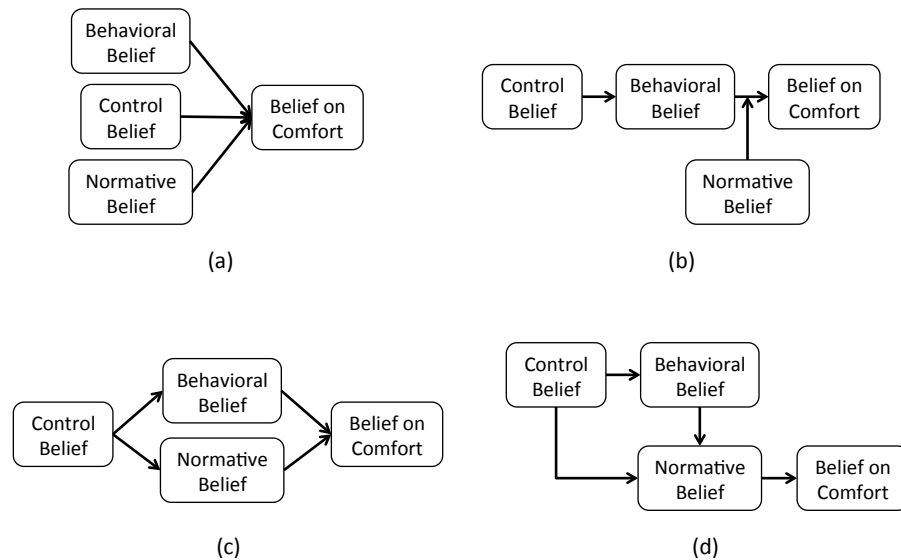 Behavioral
Belief
Control
Belief
Normative
Belief
Belief on
Comfort
(a)
Control
Belief
Behavioral
Belief
Belief on
Comfort
Normative
Belief
(b)
Control
Belief
Behavioral
Belief
Normative
Belief
Belief on
Comfort
(c)
Control
Belief
Behavioral
Belief
Normative
Belief
Belief on
Comfort
(d)